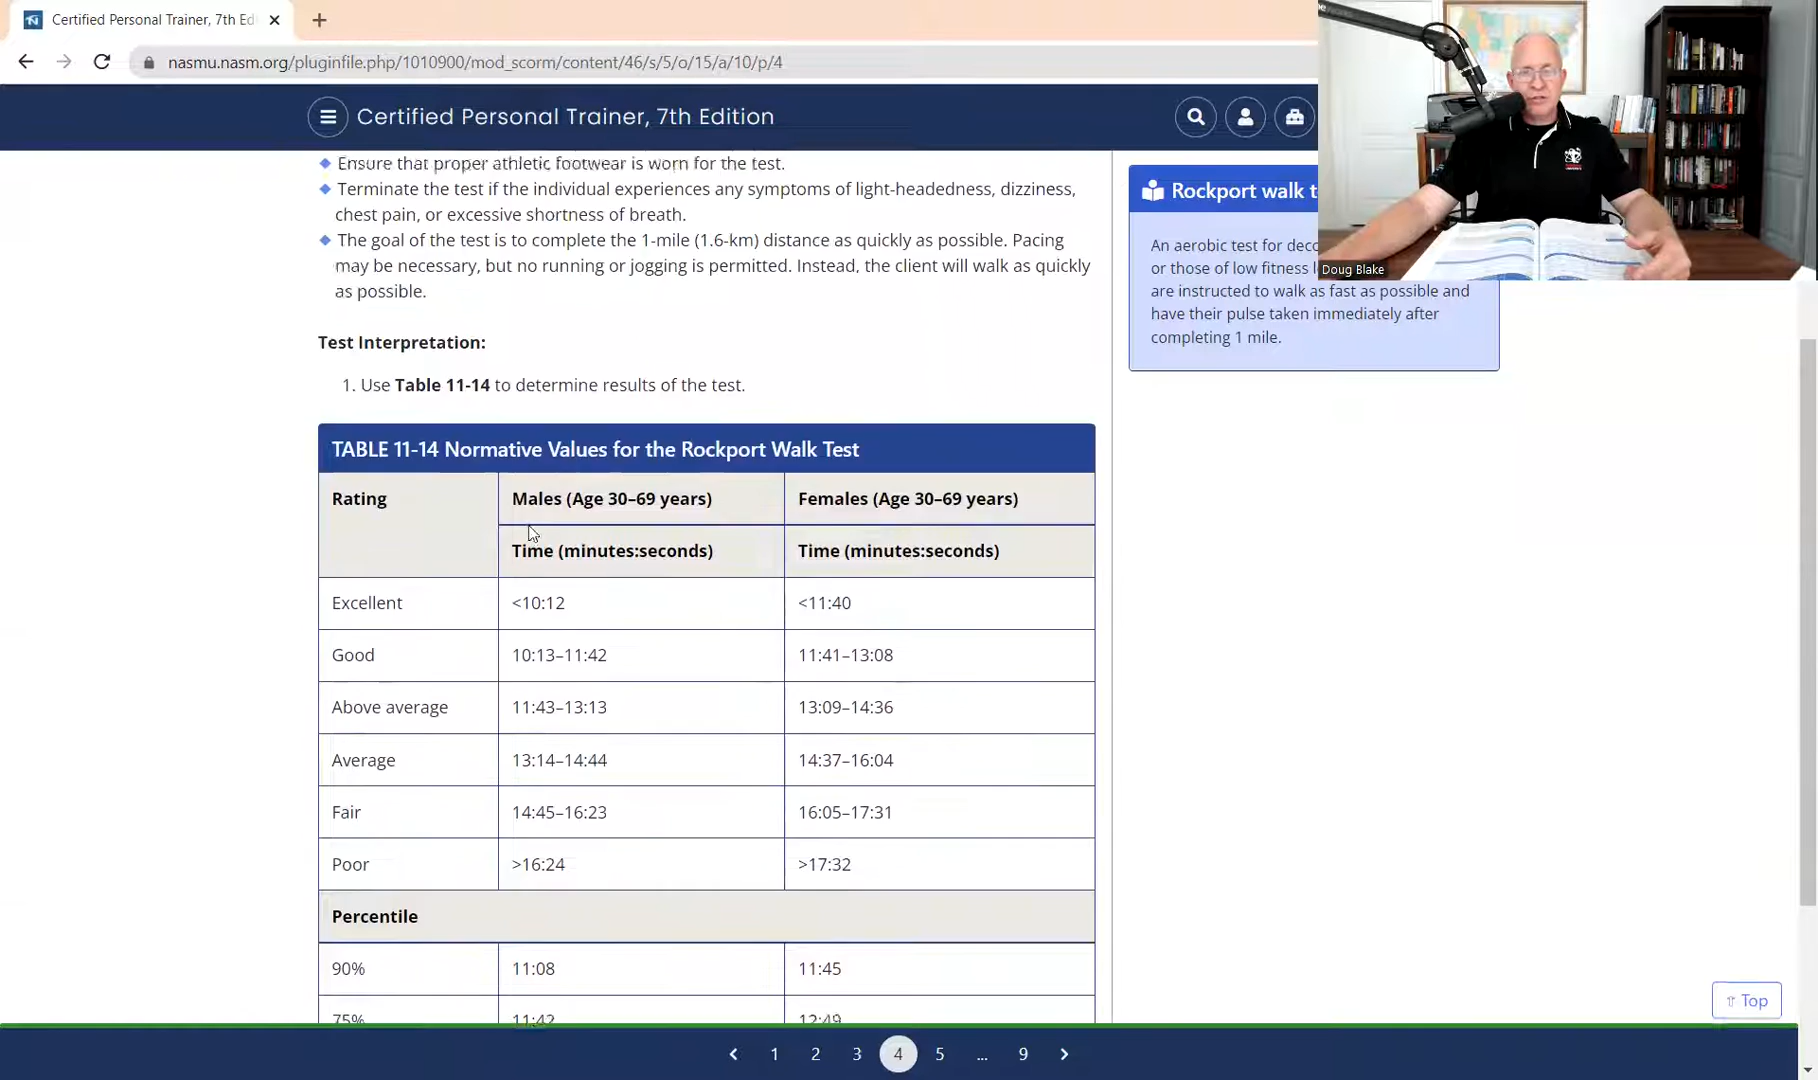 Certified Personal Trainer, 7th Ed
nasmu.nasm.org/pluginfile.php/1010900/mod_scorm/content/46/s/5/o/15/a/10/p/4
Certified Personal Trainer, 7th Edition
Ensure that proper athletic footwear is worn for the test.
Terminate the test if the individual experiences any symptoms of light-headedness, dizziness,
chest pain, or excessive shortness of breath.
The goal of the test is to complete the 1-mile (1.6-km) distance as quickly as possible. Pacing
may be necessary, but no running or jogging is permitted. Instead, the client will walk as quickly
as possible.
Test Interpretation:
1. Use Table 11-14 to determine results of the test.
TABLE 11-14 Normative Values for the Rockport Walk Test
Rating Males (Age 30–69 years) Females (Age 30–69 years)
Time (minutes:seconds) Time (minutes:seconds)
Excellent <10:12 <11:40
Good 10:13–11:42 11:41–13:08
Above average 11:43–13:13 13:09–14:36
Average 13:14–14:44 14:37–16:04
Fair 14:45–16:23 16:05–17:31
Poor >16:24 >17:32
Percentile
90% 11:08 11:45
75% 11:42 12:49
Rockport walk t
An aerobic test for deco
or those of low fitness l
are instructed to walk as fast as possible and
have their pulse taken immediately after
completing 1 mile.
Doug Blake
⇧ Top
1 2 3 4 5 ... 9